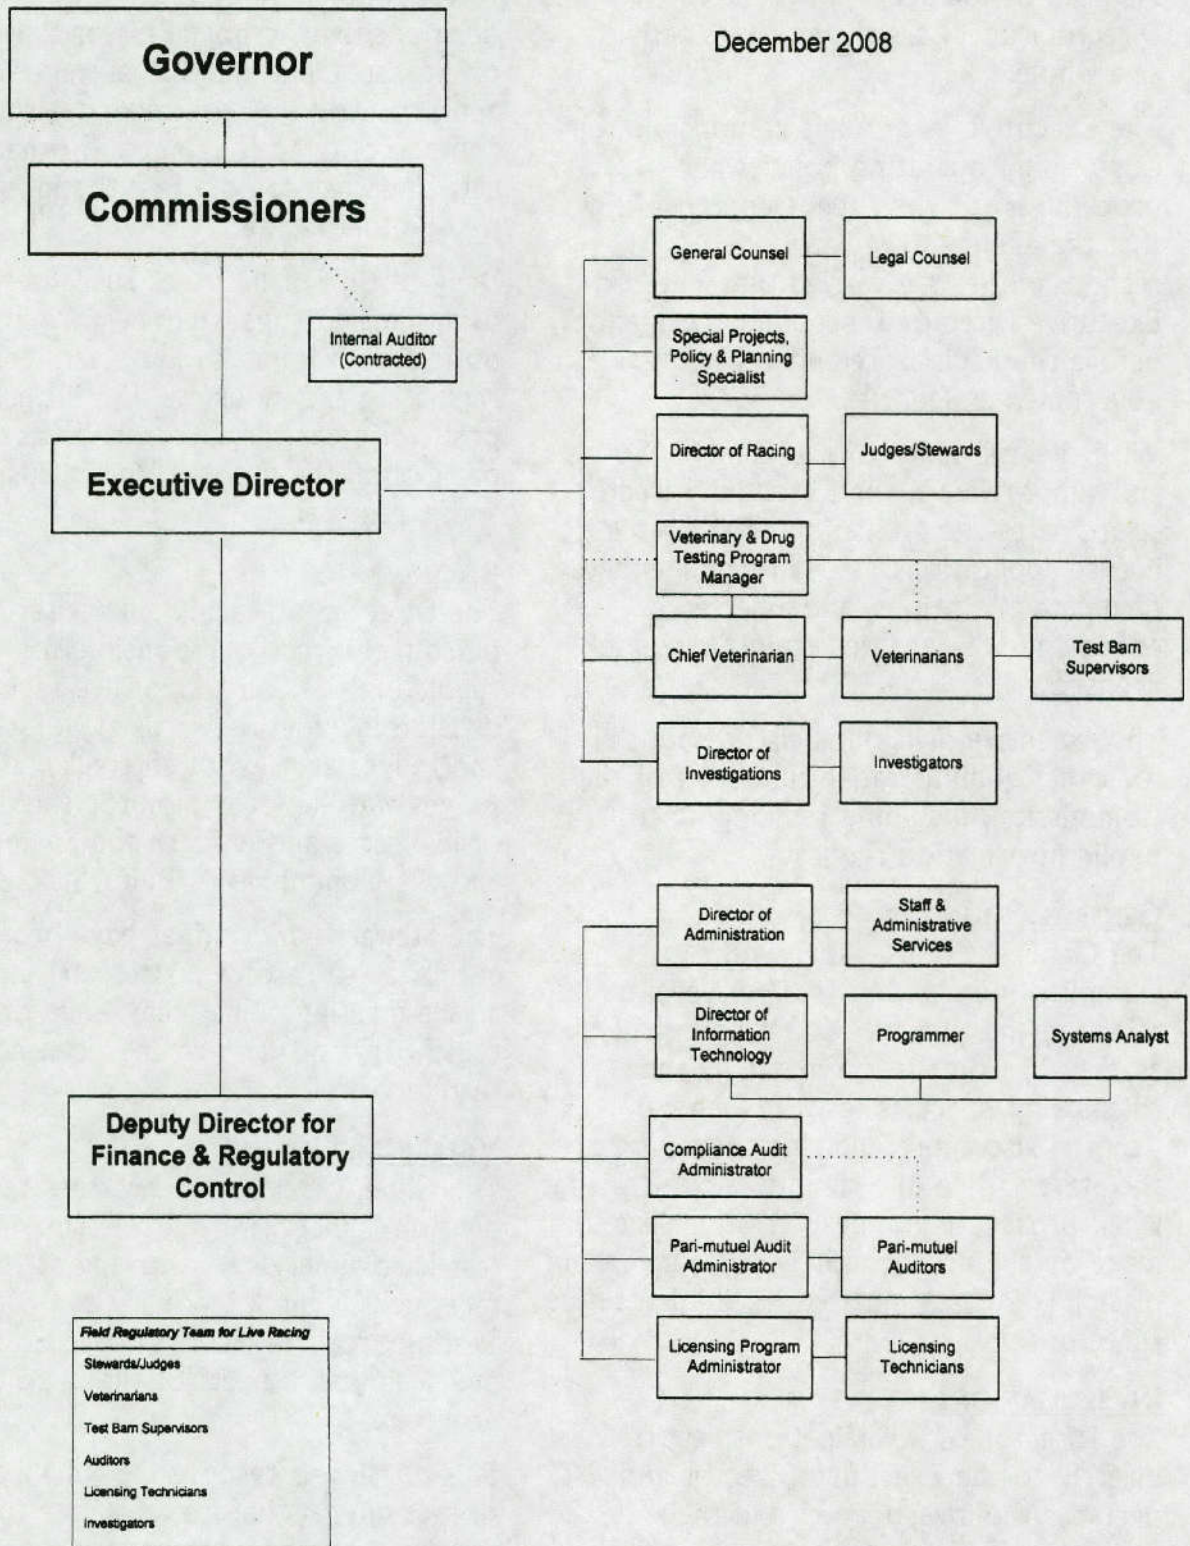 December 2008
Governor
Commissioners
Internal Auditor
(Contracted)
Executive Director
General Counsel
Legal Counsel
Special Projects,
Policy & Planning
Specialist
Director of Racing
Judges/Stewards
Veterinary & Drug
Testing Program
Manager
Chief Veterinarian
Veterinarians
Test Barn
Supervisors
Director of
Investigations
Investigators
Deputy Director for
Finance & Regulatory
Control
Director of
Administration
Staff &
Administrative
Services
Director of
Information
Technology
Programmer
Systems Analyst
Compliance Audit
Administrator
Pari-mutuel Audit
Administrator
Pari-mutuel
Auditors
Licensing Program
Administrator
Licensing
Technicians
Field Regulatory Team for Live Racing
Stewards/Judges
Veterinarians
Test Barn Supervisors
Auditors
Licensing Technicians
Investigators